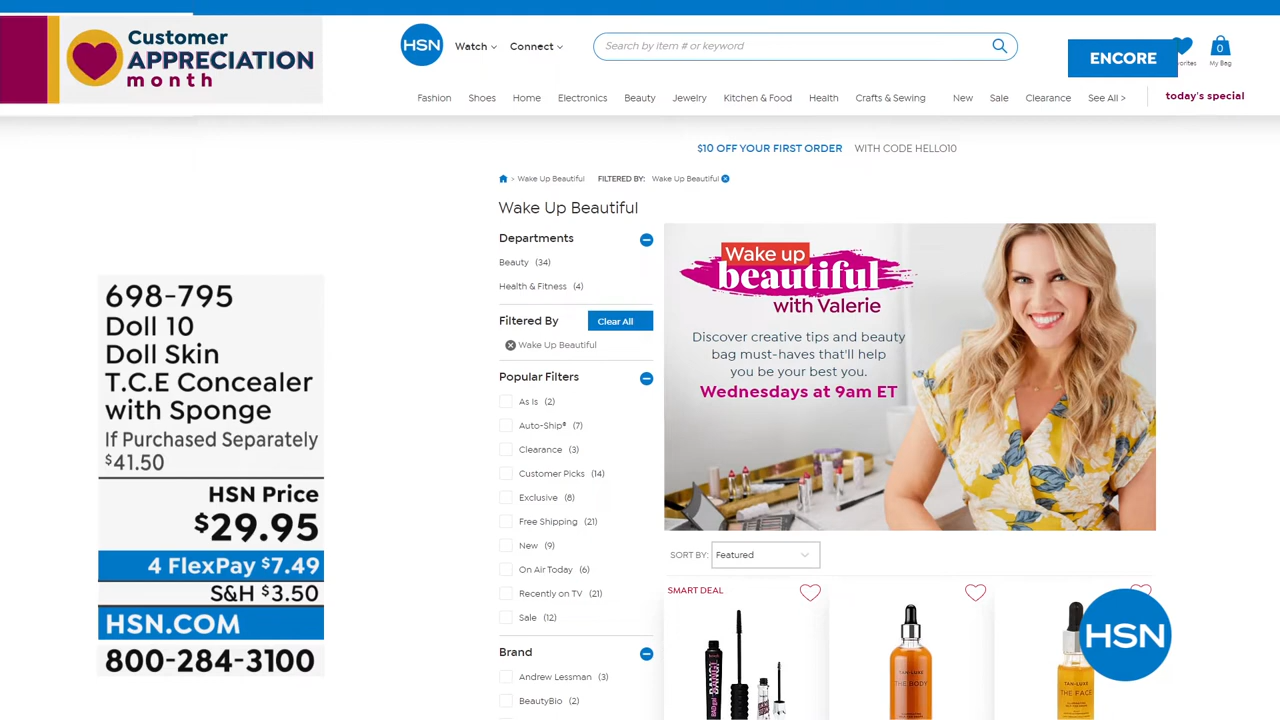 Customer
APPRECIATION
month
HSN
Watch
Connect
Search by item # or keyword
ENCORE
0
My Bag
Fashion
Shoes
Home
Electronics
Beauty
Jewelry
Kitchen & Food
Health
Crafts & Sewing
New
Sale
Clearance
See All >
today's special
$10 OFF YOUR FIRST ORDER WITH CODE HELLO10
> Wake Up Beautiful FILTERED BY: Wake Up Beautiful
Wake Up Beautiful
Departments
Beauty (34)
Health & Fitness (4)
Filtered By
Clear All
Wake Up Beautiful
Popular Filters
As Is (2)
Auto-Ship® (7)
Clearance (3)
Customer Picks (14)
Exclusive (8)
Free Shipping (21)
New (9)
On Air Today (6)
Recently on TV (21)
Sale (12)
Brand
Andrew Lessman (3)
BeautyBio (2)
Wake up
beautiful
with Valerie
Discover creative tips and beauty
bag must-haves that'll help
you be your best you.
Wednesdays at 9am ET
SORT BY: Featured
SMART DEAL
TAN-LUXE
THE BODY
TAN-LUXE
THE FACE
HSN
698-795
Doll 10
Doll Skin
T.C.E Concealer
with Sponge
If Purchased Separately
$41.50
HSN Price
$29.95
4 FlexPay $7.49
S&H $3.50
HSN.COM
800-284-3100